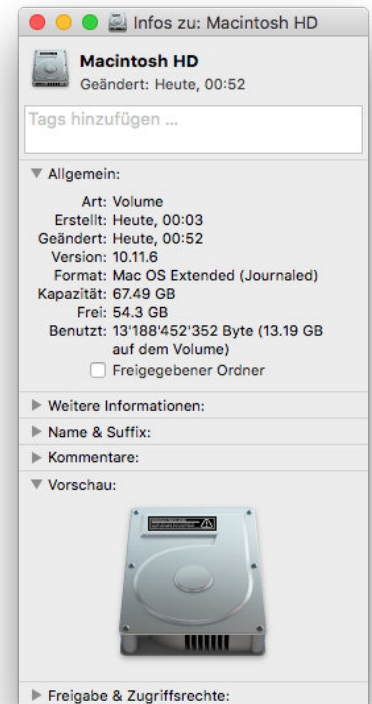 Infos zu: Macintosh HD
Macintosh HD
Geändert: Heute, 00:52
Tags hinzufügen ...
Allgemein:
Art: Volume
Erstellt: Heute, 00:03
Geändert: Heute, 00:52
Version: 10.11.6
Format: Mac OS Extended (Journaled)
Kapazität: 67.49 GB
Frei: 54.3 GB
Benutzt: 13'188'452'352 Byte (13.19 GB
auf dem Volume)
Freigegebener Ordner
Weitere Informationen:
Name & Suffix:
Kommentare:
Vorschau:
Freigabe & Zugriffsrechte: